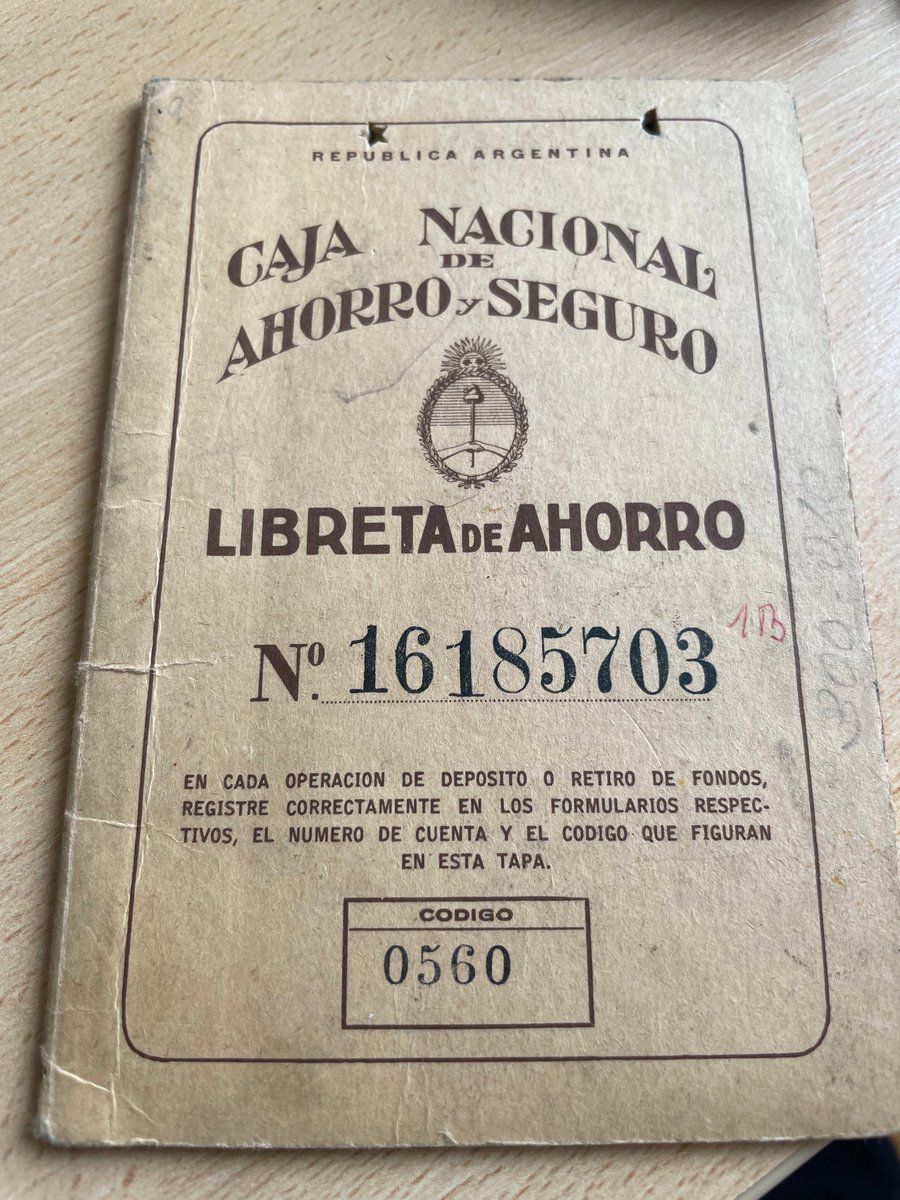 REPUBLICA ARGENTINA
CAJA NACIONAL
DE
AHORRO y SEGURO
LIBRETA DE AHORRO
Nº. 16185703
EN CADA OPERACION DE DEPOSITO O RETIRO DE FONDOS,
REGISTRE CORRECTAMENTE EN LOS FORMULARIOS RESPEC-
TIVOS, EL NUMERO DE CUENTA Y EL CODIGO QUE FIGURAN
EN ESTA TAPA.
CODIGO
0560